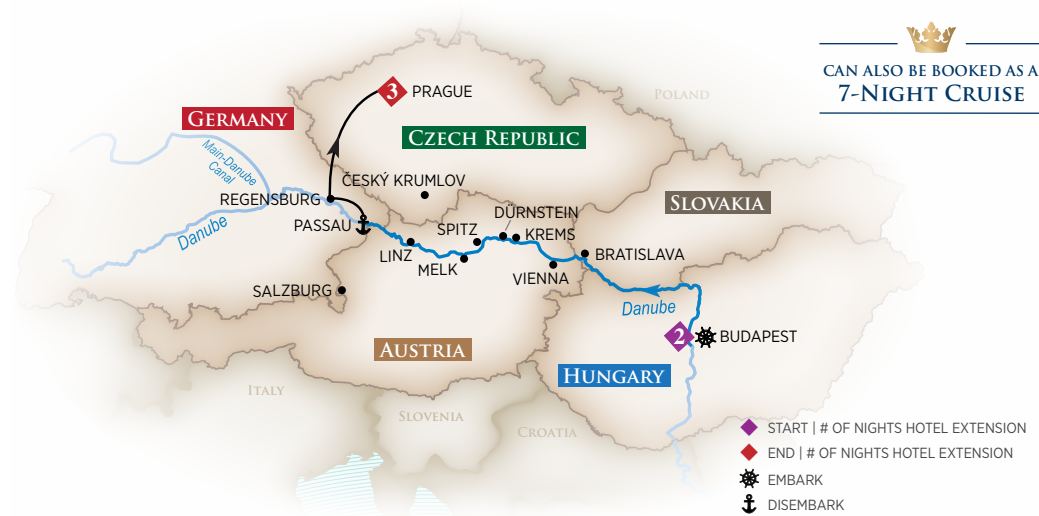 CAN ALSO BE BOOKED AS A
7-NIGHT CRUISE
POLAND
3
PRAGUE
GERMANY
CZECH REPUBLIC
Main-Danube
Canal
ČESKÝ KRUMLOV
REGENSBURG
SLOVAKIA
DÜRNSTEIN
PASSAU
SPITZ
KREMS
Danube
LINZ
MELK
BRATISLAVA
VIENNA
SALZBURG
Danube
2
BUDAPEST
AUSTRIA
HUNGARY
ITALY
SLOVENIA
CROATIA
START | # OF NIGHTS HOTEL EXTENSION
END | # OF NIGHTS HOTEL EXTENSION
EMBARK
DISEMBARK